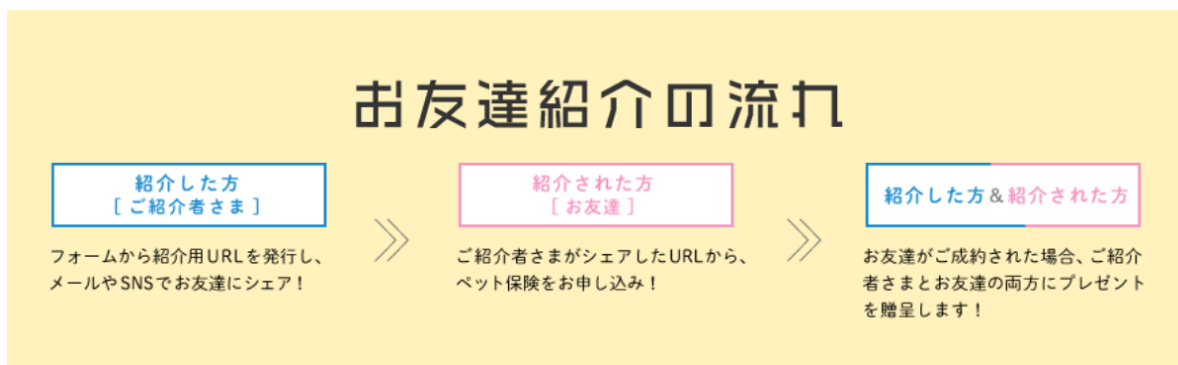 お友達紹介の流れ
紹介した方
[ ご紹介者さま ]
フォームから紹介用URLを発行し、
メールやSNSでお友達にシェア！
紹介された方
[ お友達 ]
ご紹介者さまがシェアしたURLから、
ペット保険をお申し込み！
紹介した方&紹介された方
お友達がご成約された場合、ご紹介
者さまとお友達の両方にプレゼント
を贈呈します！